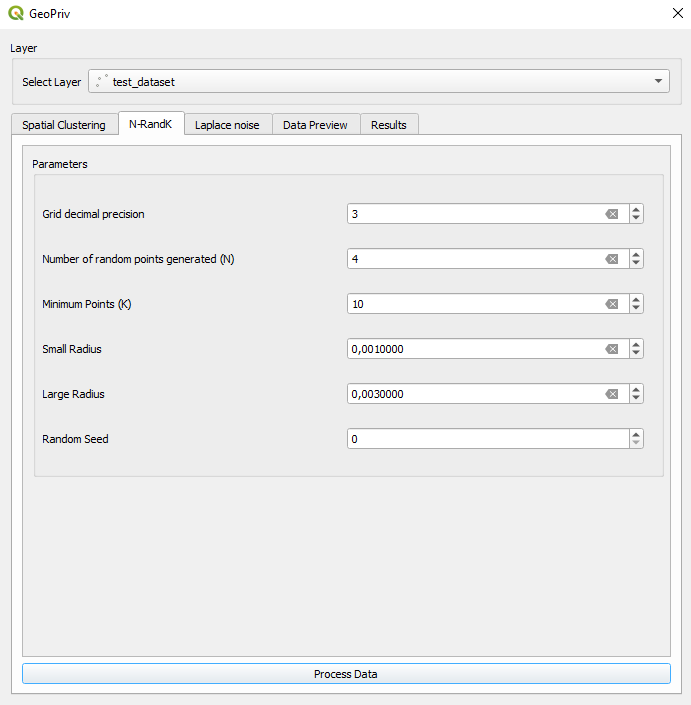 GeoPriv
Layer
Select Layer test_dataset
Spatial Clustering N-RandK Laplace noise Data Preview Results
Parameters
Grid decimal precision 3
Number of random points generated (N) 4
Minimum Points (K) 10
Small Radius 0,0010000
Large Radius 0,0030000
Random Seed 0
Process Data